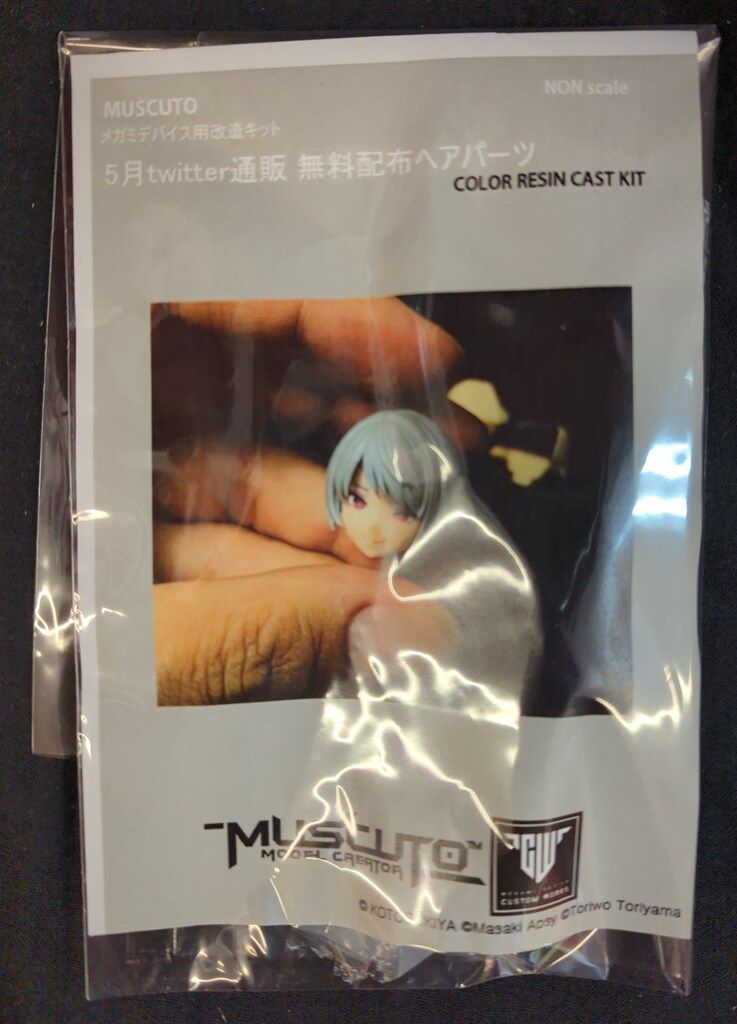 NON scale
MUSCUTO
メガミデバイス用改造キット
5月twitter通販 無料配布ヘアパーツ
COLOR RESIN CAST KIT
MUSCUTO™
MODEL CREATOR
CUSTOM WORKS
©KOTOBUKIYA ©Masaki Apsy ©Toriwo Toriyama